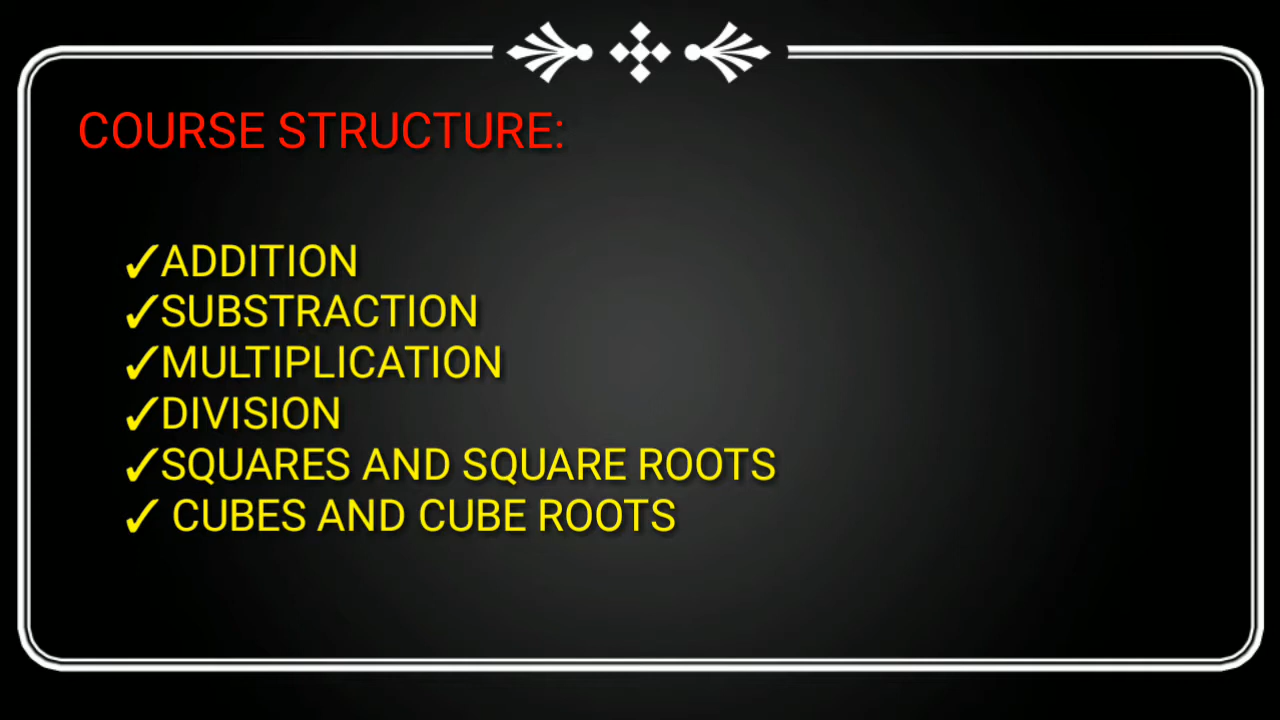 COURSE STRUCTURE:
✓ADDITION
✓SUBSTRACTION
✓MULTIPLICATION
✓DIVISION
✓SQUARES AND SQUARE ROOTS
✓ CUBES AND CUBE ROOTS